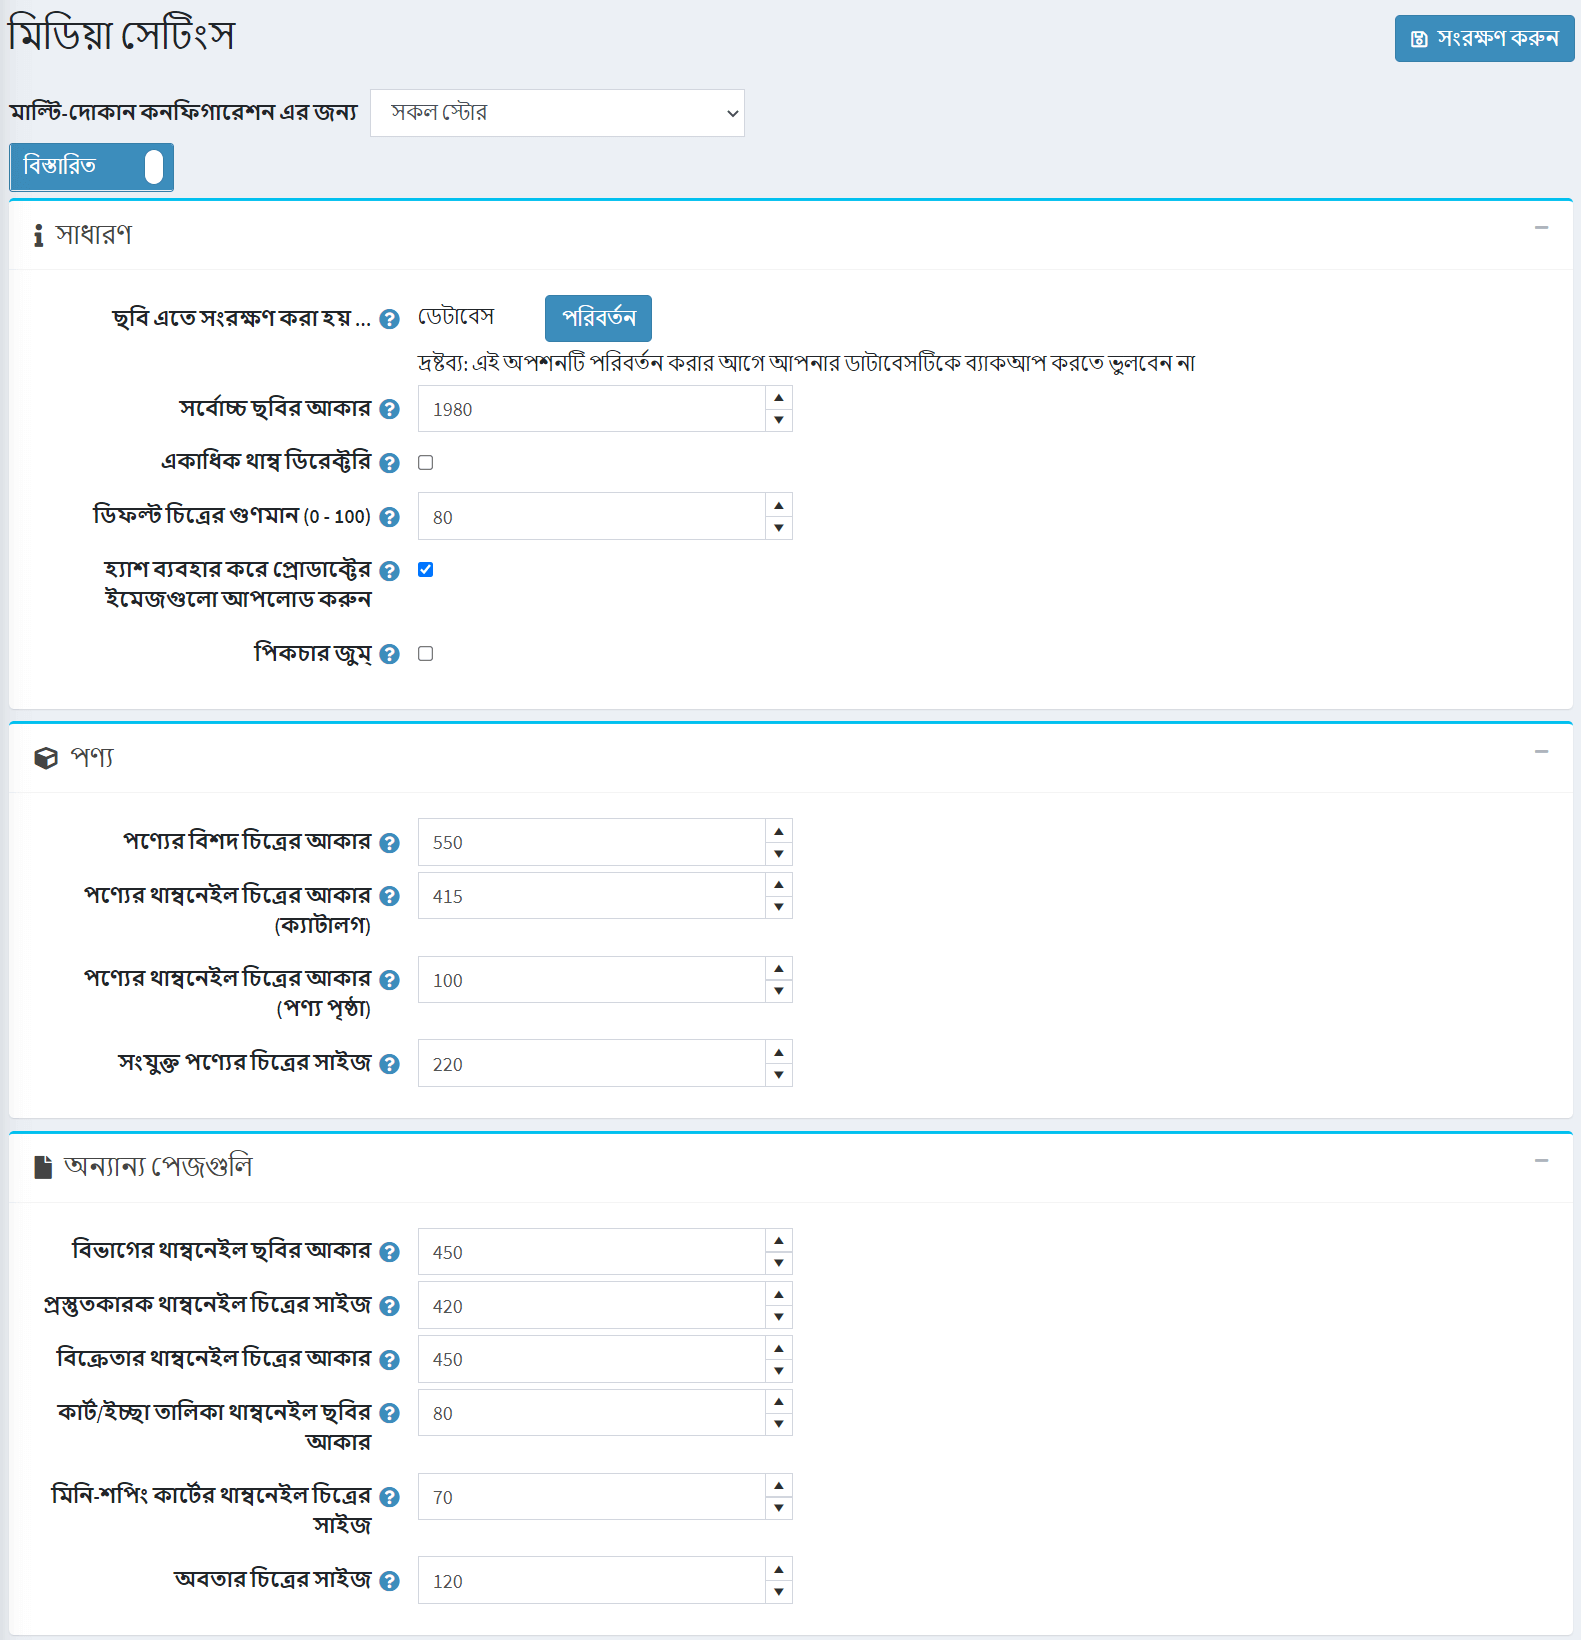 মিডিয়া সেটিংস
সংরক্ষণ করুন
মাল্টি-দোকান কনফিগারেশন এর জন্য সকল স্টোর
বিস্তারিত
সাধারণ
ছবি এতে সংরক্ষণ করা হয় ... ডেটাবেস পরিবর্তন
দ্রষ্টব্য: এই অপশনটি পরিবর্তন করার আগে আপনার ডাটাবেসটিকে ব্যাকআপ করতে ভুলবেন না
সর্বোচ্চ ছবির আকার 1980
একাধিক থাম্ব ডিরেক্টরি
ডিফল্ট চিত্রের গুণমান (0 - 100) 80
হ্যাশ ব্যবহার করে প্রোডাক্টের
ইমেজগুলো আপলোড করুন
পিকচার জুম্
পণ্য
পণ্যের বিশদ চিত্রের আকার 550
পণ্যের থাম্বনেইল চিত্রের আকার 415
(ক্যাটালগ)
পণ্যের থাম্বনেইল চিত্রের আকার 100
(পণ্য পৃষ্ঠা)
সংযুক্ত পণ্যের চিত্রের সাইজ 220
অন্যান্য পেজগুলি
বিভাগের থাম্বনেইল ছবির আকার 450
প্রস্তুতকারক থাম্বনেইল চিত্রের সাইজ 420
বিক্রেতার থাম্বনেইল চিত্রের আকার 450
কার্ট/ইচ্ছা তালিকা থাম্বনেইল ছবির 80
আকার
মিনি-শপিং কার্টের থাম্বনেইল চিত্রের 70
সাইজ
অবতার চিত্রের সাইজ 120